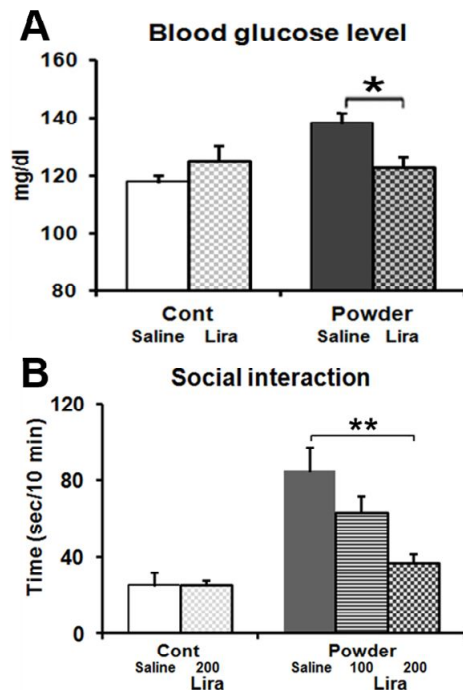 A
Blood glucose level
mg/dl
160
140
120
100
80
*
Cont
Powder
Saline Lira
Saline Lira
B
Social interaction
Time (sec/10 min)
120
80
40
0
**
Cont
Powder
Saline 200
Saline 100 200
Lira
Lira